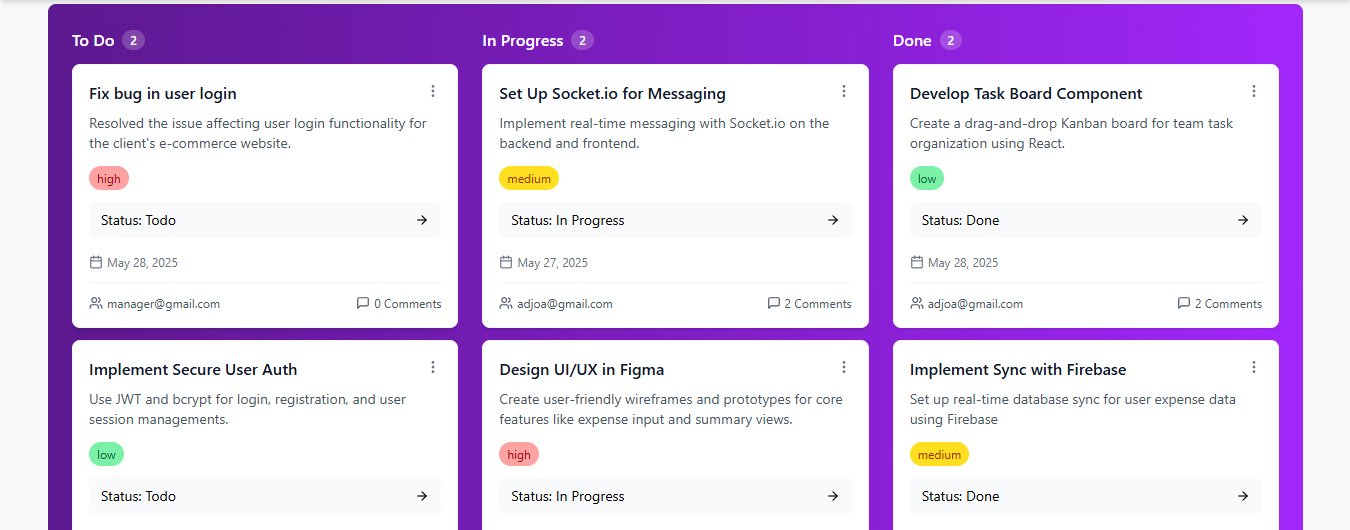 To Do 2
Fix bug in user login
Resolved the issue affecting user login functionality for
the client's e-commerce website.
high
Status: Todo
May 28, 2025
manager@gmail.com
0 Comments
Implement Secure User Auth
Use JWT and bcrypt for login, registration, and user
session managements.
low
Status: Todo
In Progress 2
Set Up Socket.io for Messaging
Implement real-time messaging with Socket.io on the
backend and frontend.
medium
Status: In Progress
May 27, 2025
adjoa@gmail.com
2 Comments
Design UI/UX in Figma
Create user-friendly wireframes and prototypes for core
features like expense input and summary views.
high
Status: In Progress
Done 2
Develop Task Board Component
Create a drag-and-drop Kanban board for team task
organization using React.
low
Status: Done
May 28, 2025
adjoa@gmail.com
2 Comments
Implement Sync with Firebase
Set up real-time database sync for user expense data
using Firebase
medium
Status: Done